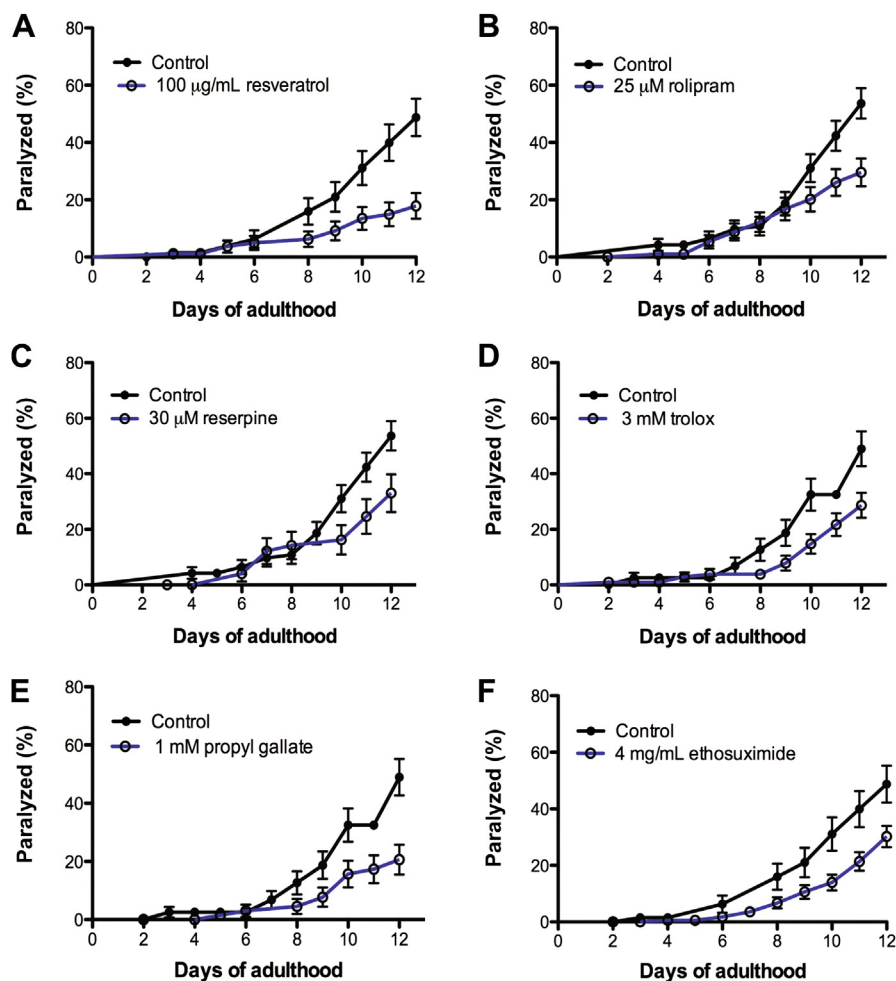 A
Paralyzed (%)
80
60
40
20
0
Control
100 μg/mL resveratrol
0 2 4 6 8 10 12
Days of adulthood
B
Paralyzed (%)
80
60
40
20
0
Control
25 μM rolipram
0 2 4 6 8 10 12
Days of adulthood
C
Paralyzed (%)
80
60
40
20
0
Control
30 μM reserpine
0 2 4 6 8 10 12
Days of adulthood
D
Paralyzed (%)
80
60
40
20
0
Control
3 mM trolox
0 2 4 6 8 10 12
Days of adulthood
E
Paralyzed (%)
80
60
40
20
0
Control
1 mM propyl gallate
0 2 4 6 8 10 12
Days of adulthood
F
Paralyzed (%)
80
60
40
20
0
Control
4 mg/mL ethosuximide
0 2 4 6 8 10 12
Days of adulthood